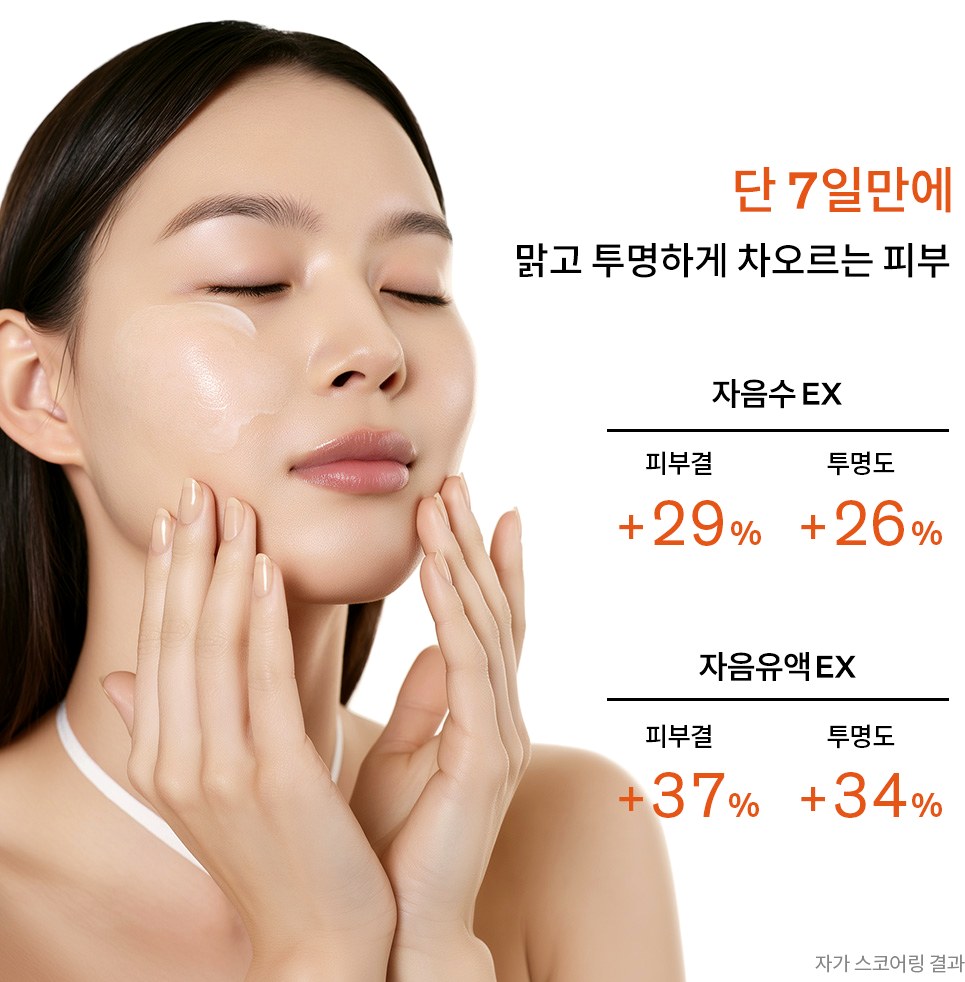 단 7일만에
맑고 투명하게 차오르는 피부
자음수 EX
피부결 투명도
+29% +26%
자음유액 EX
피부결 투명도
+37% +34%
자가 스코어링 결과